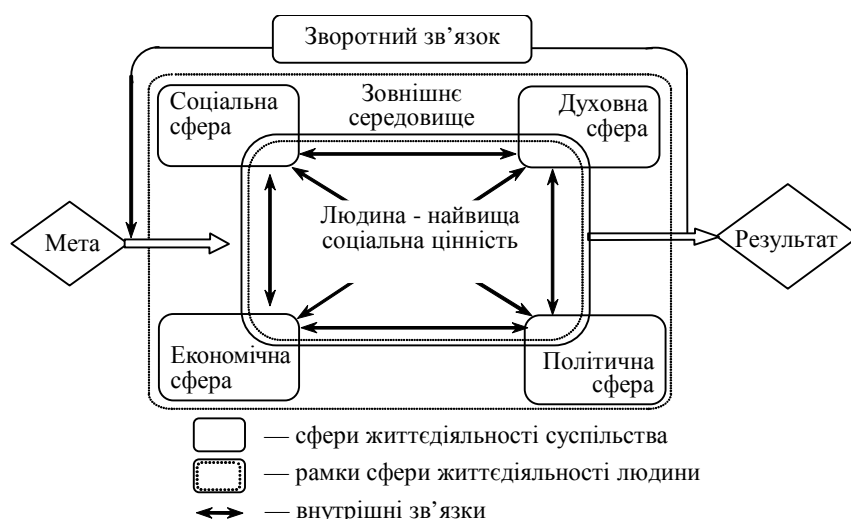 Зворотний зв’язок
Соціальна
сфера
Зовнішнє
середовище
Духовна
сфера
Мета
Людина - найвища
соціальна цінність
Результат
Економічна
сфера
Політична
сфера
— сфери життєдіяльності суспільства
— рамки сфери життєдіяльності людини
— внутрішні зв’язки